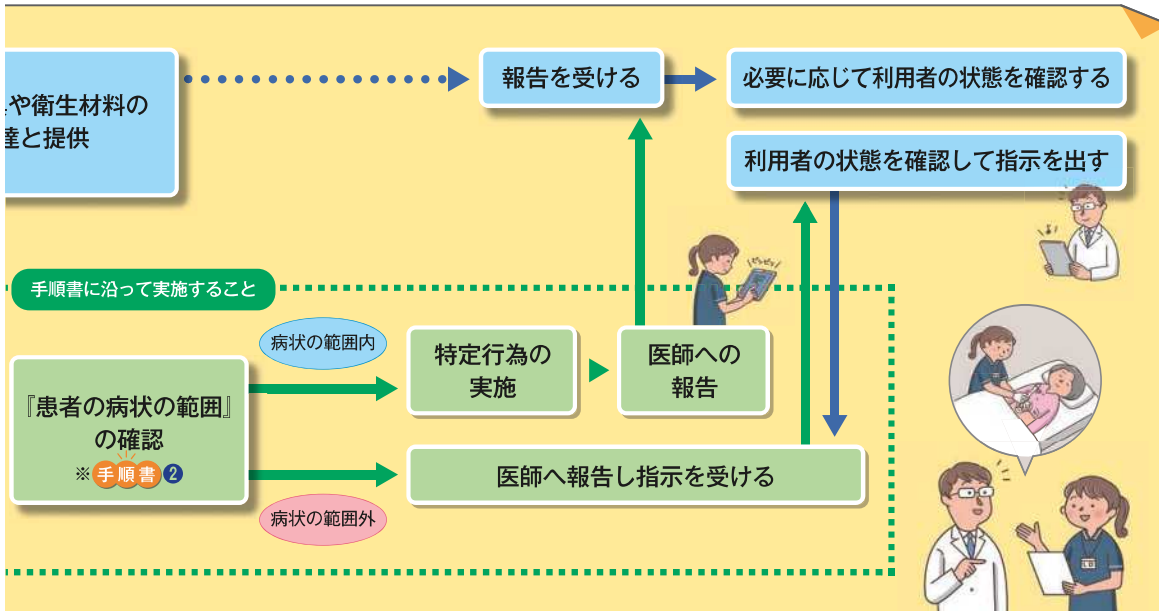 や衛生材料の
達と提供
報告を受ける
必要に応じて利用者の状態を確認する
利用者の状態を確認して指示を出す
手順書に沿って実施すること
ピッピッ
病状の範囲内
特定行為の
実施
医師への
報告
『患者の病状の範囲』
の確認
※手順書2
医師へ報告し指示を受ける
病状の範囲外